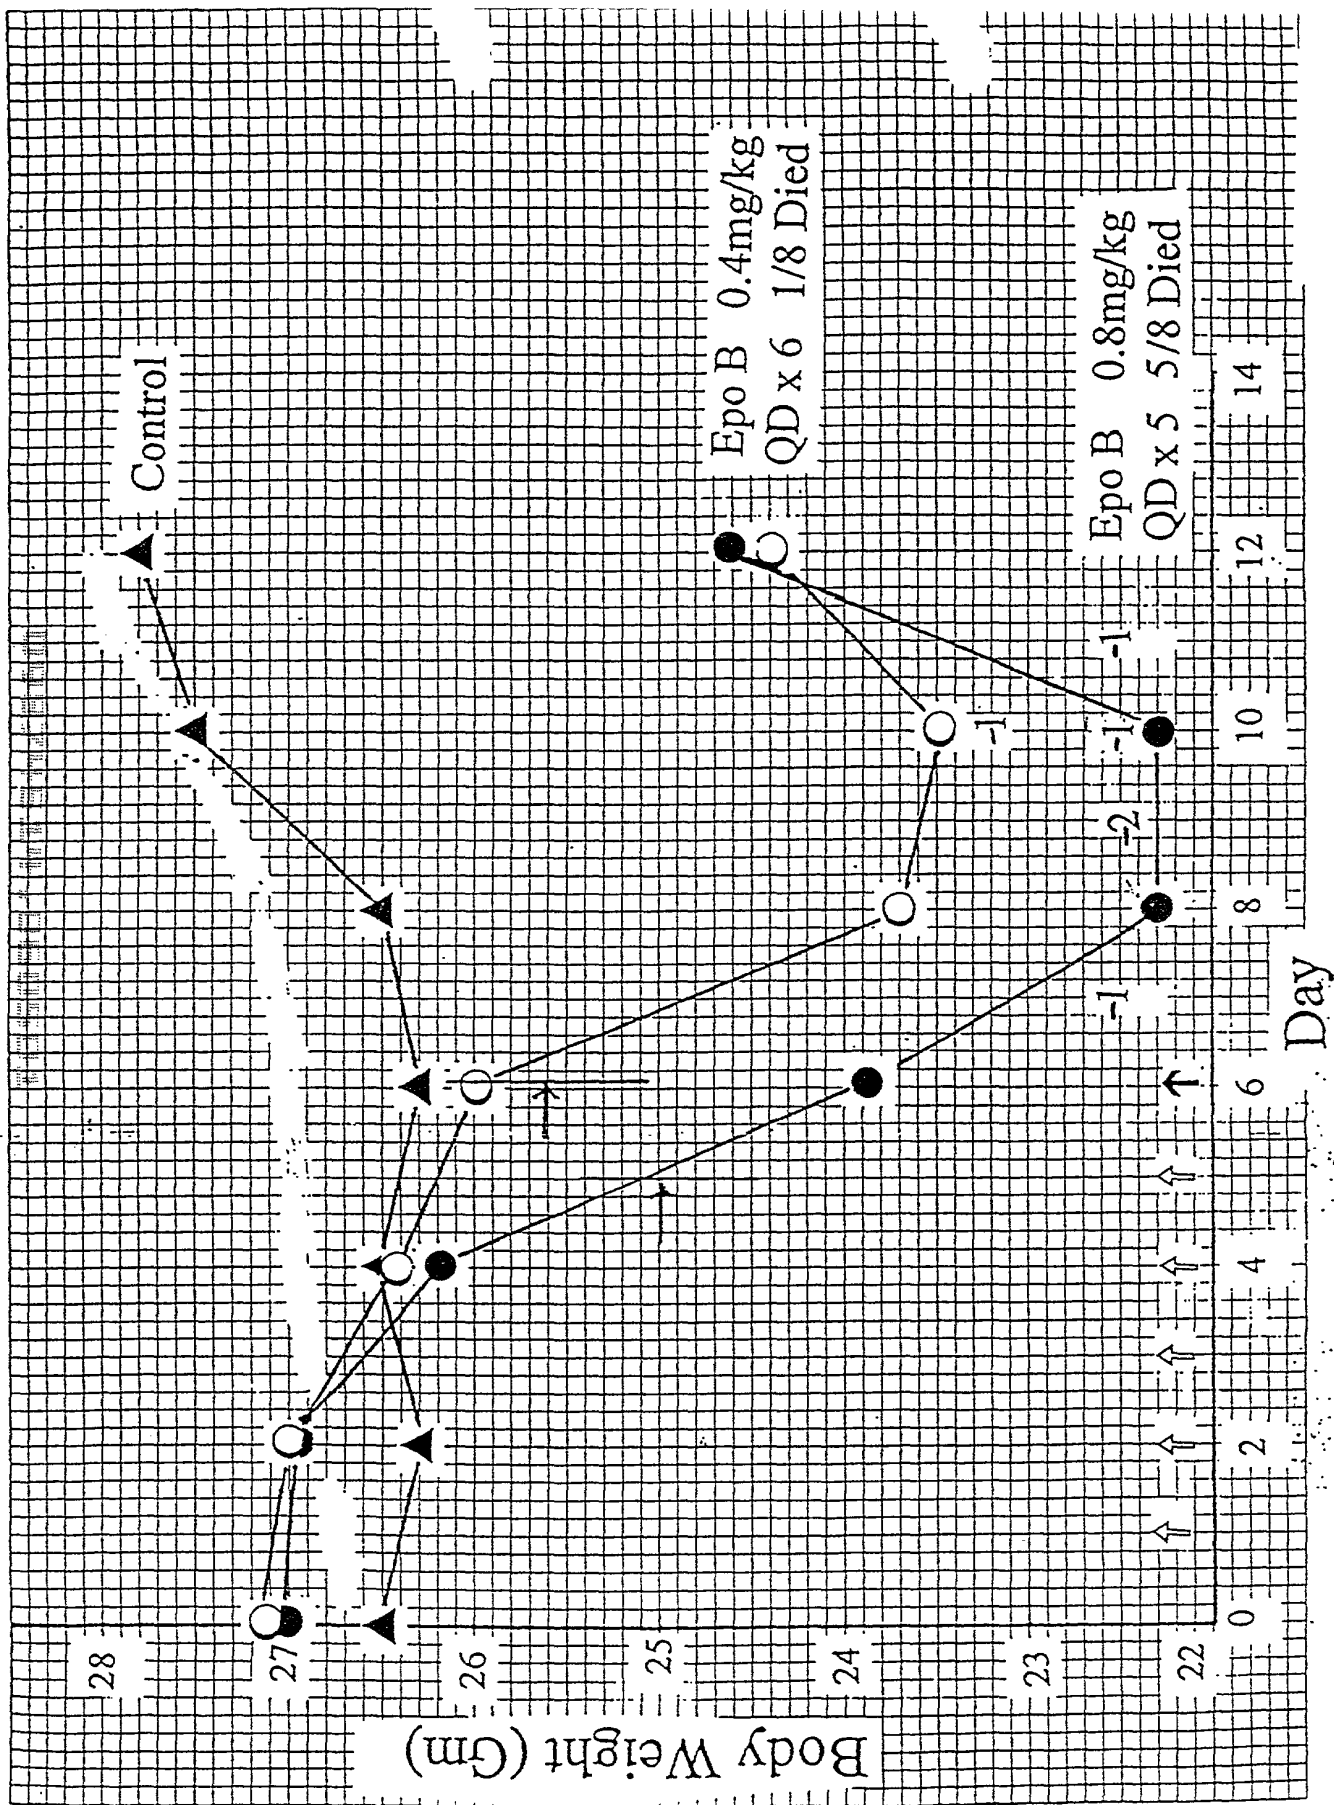 Control
Epo B 0.4mg/kg
QD x 6 1/8 Died
Epo B 0.8mg/kg
QD x 5 5/8 Died
Body Weight (Gm)
28
27
26
25
24
23
22
-1
-1
-2
-1
-1
0 2 4 6 8 10 12 14
Day